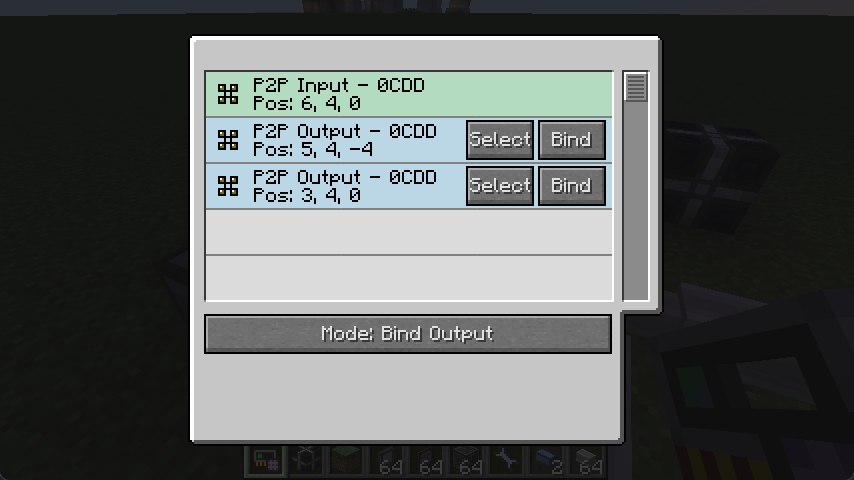 P2P Input - 0CDD
Pos: 6, 4, 0
P2P Output - 0CDD
Pos: 5, 4, -4
Select Bind
P2P Output - 0CDD
Pos: 3, 4, 0
Select Bind
Mode: Bind Output
64 64 64 2 64